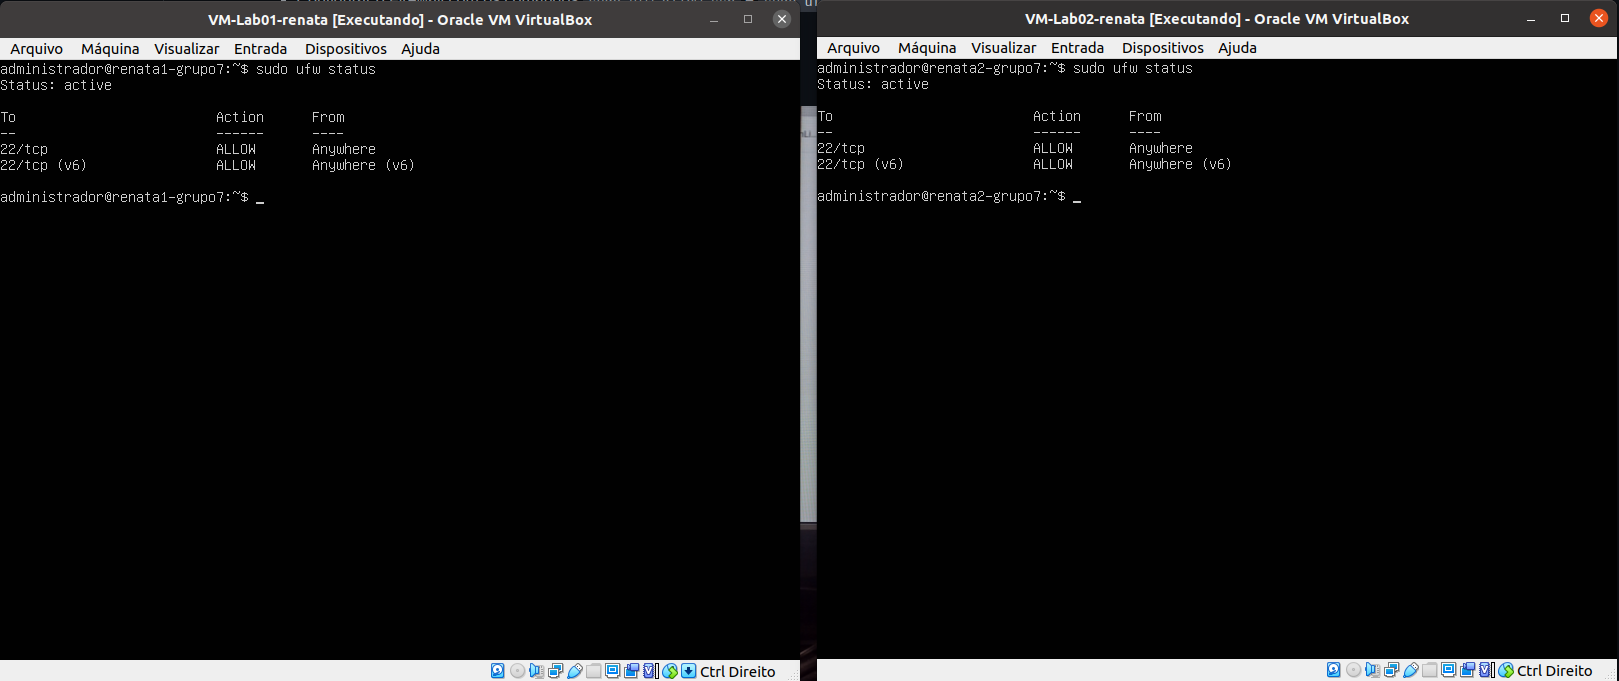 VM-Lab01-renata [Executando] - Oracle VM VirtualBox
Arquivo Máquina Visualizar Entrada Dispositivos Ajuda
administrador@renata1-grupo7:~$ sudo ufw status
Status: active
To Action From
-- ------ ----
22/tcp ALLOW Anywhere
22/tcp (v6) ALLOW Anywhere (v6)
administrador@renata1-grupo7:~$ _
Ctrl Direito
VM-Lab02-renata [Executando] - Oracle VM VirtualBox
Arquivo Máquina Visualizar Entrada Dispositivos Ajuda
administrador@renata2-grupo7:~$ sudo ufw status
Status: active
To Action From
-- ------ ----
22/tcp ALLOW Anywhere
22/tcp (v6) ALLOW Anywhere (v6)
administrador@renata2-grupo7:~$ _
Ctrl Direito